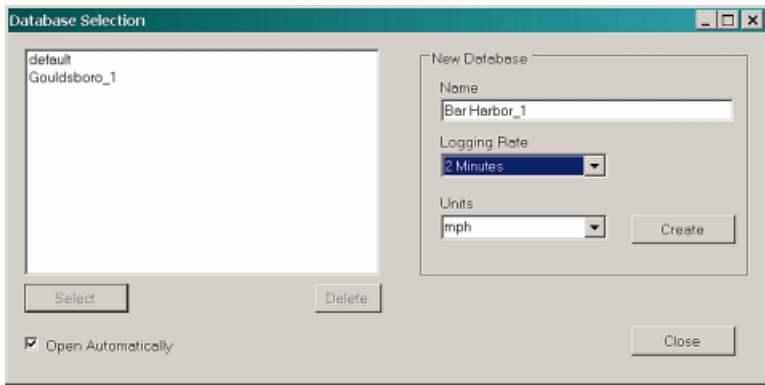 Database Selection
default
Gouldsboro_1
Select
Delete
Open Automatically
New Database
Name
Bar Harbor_1
Logging Rate
2 Minutes
Units
mph
Create
Close